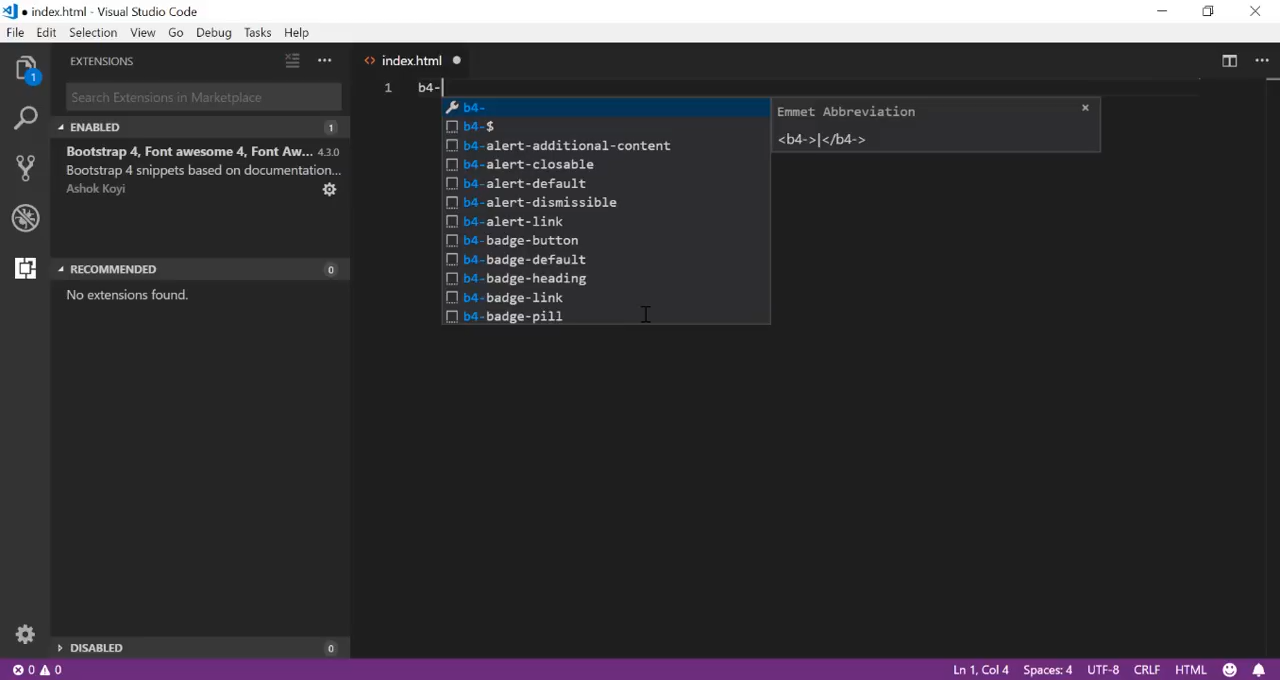 ● index.html - Visual Studio Code
File Edit Selection View Go Debug Tasks Help
EXTENSIONS
index.html ●
1
Search Extensions in Marketplace
ENABLED 1
Bootstrap 4, Font awesome 4, Font Aw... 4.3.0
Bootstrap 4 snippets based on documentation...
Ashok Koyi
RECOMMENDED 0
No extensions found.
DISABLED 0
1 b4-
b4-
b4-$
b4-alert-additional-content
b4-alert-closable
b4-alert-default
b4-alert-dismissible
b4-alert-link
b4-badge-button
b4-badge-default
b4-badge-heading
b4-badge-link
b4-badge-pill
Emmet Abbreviation
<b4->|</b4->
0 0 Ln 1, Col 4 Spaces: 4 UTF-8 CRLF HTML